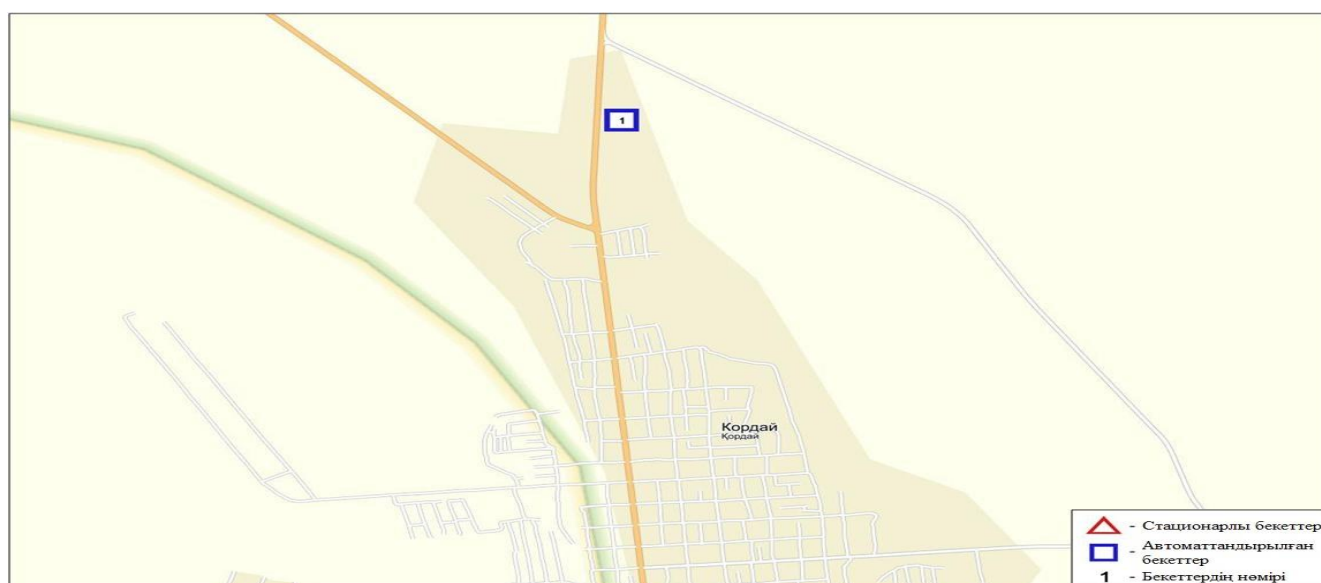 1
Кордай
Қордай
- Стационарлы бекеттер
- Автоматтандырылған
бекеттер
1 - Бекеттердің нөмірі